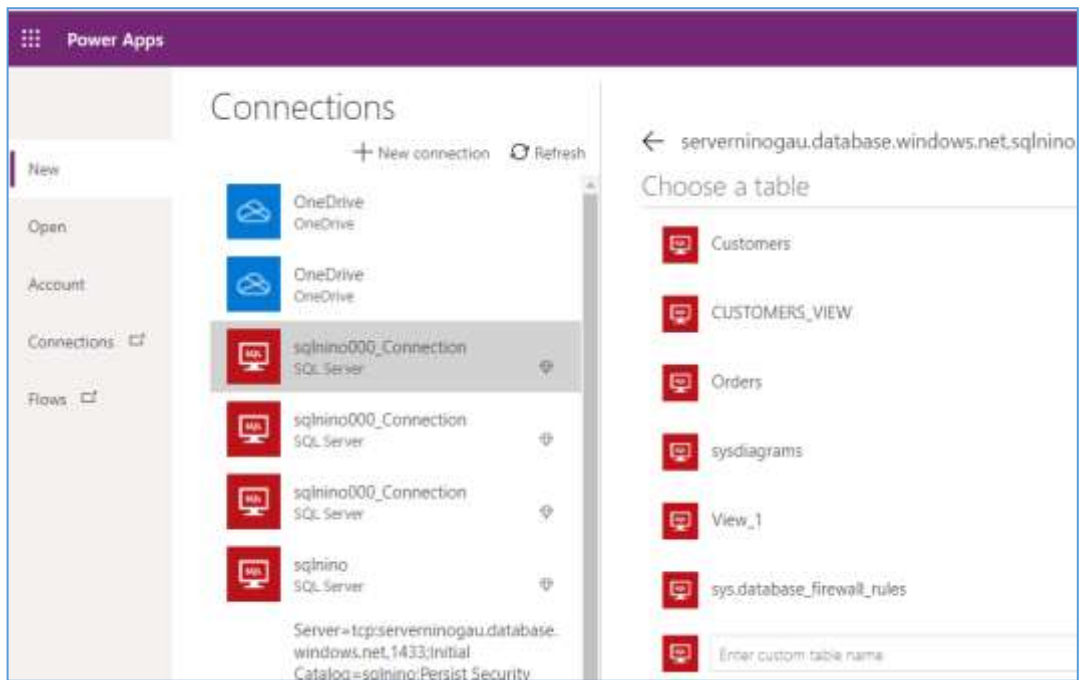 Power Apps
New
Open
Account
Connections
Flows
Connections
New connection
Refresh
OneDrive
OneDrive
OneDrive
OneDrive
sqlnino000_Connection
SQL Server
sqlnino000_Connection
SQL Server
sqlnino000_Connection
SQL Server
sqlnino
SQL Server
Server=tcp:serverninogau.database.
windows.net,1433;Initial
Catalog=sqlnino;Persist Security
serverninogau.database.windows.net,sqlnino
Choose a table
Customers
CUSTOMERS_VIEW
Orders
sysdiagrams
View_1
sys.database_firewall_rules
Enter custom table name